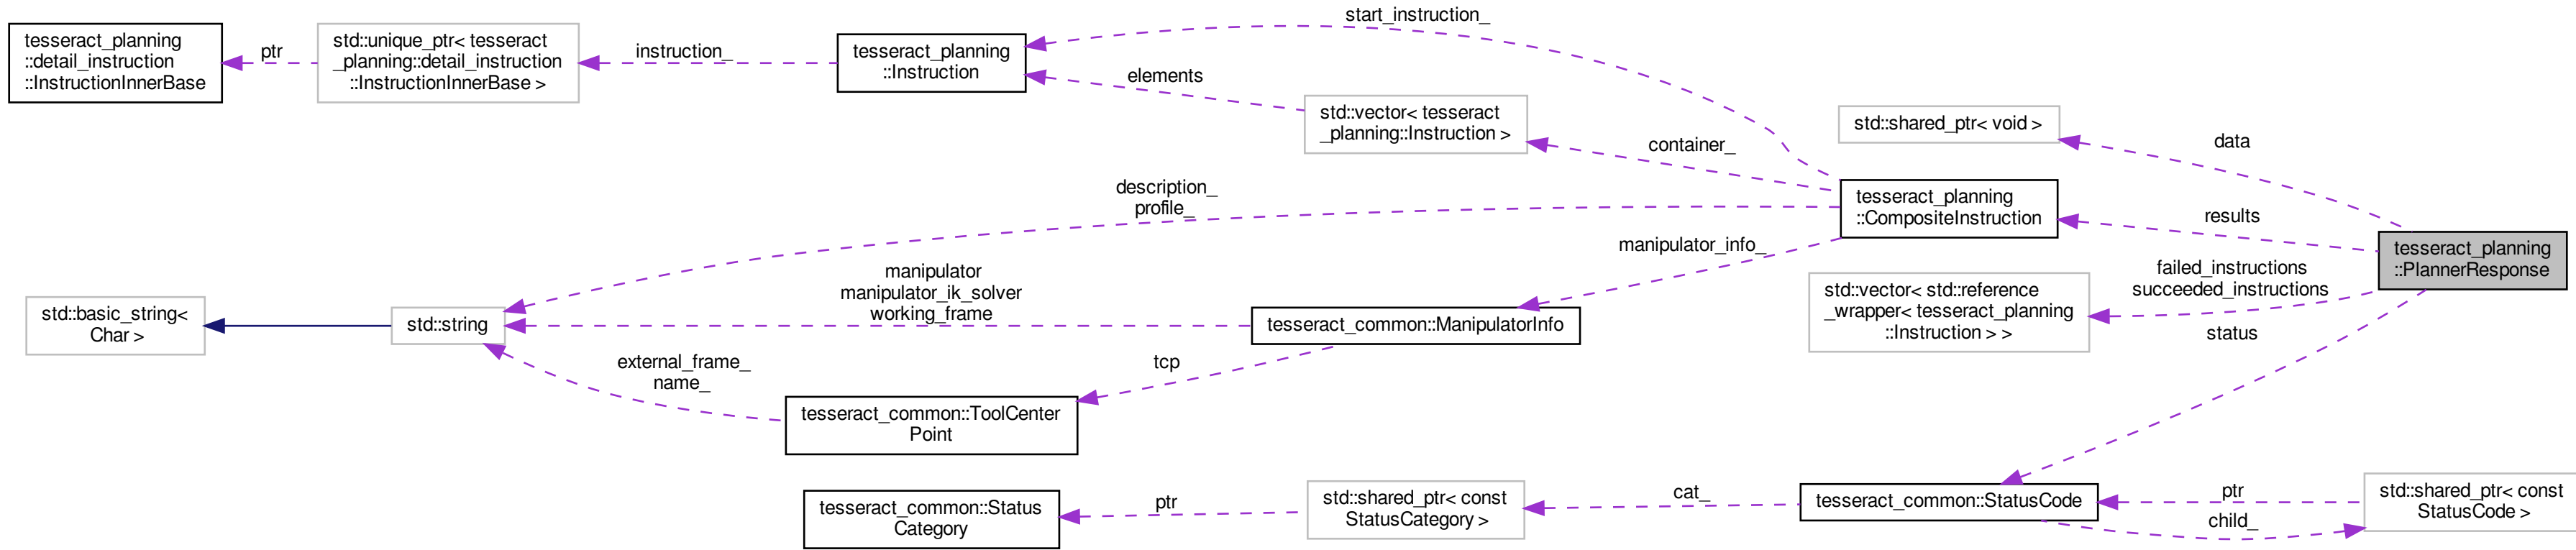 start_instruction_
tesseract_planning
::detail_instruction
::InstructionInnerBase
ptr
std::unique_ptr< tesseract
_planning::detail_instruction
::InstructionInnerBase >
instruction_
tesseract_planning
::Instruction
elements
std::vector< tesseract
_planning::Instruction >
container_
std::shared_ptr< void >
data
description_
profile_
tesseract_planning
::CompositeInstruction
results
manipulator_info_
tesseract_planning
::PlannerResponse
manipulator
manipulator_ik_solver
working_frame
failed_instructions
succeeded_instructions
std::vector< std::reference
_wrapper< tesseract_planning
::Instruction > >
std::basic_string<
Char >
std::string
tesseract_common::ManipulatorInfo
status
external_frame_
name_
tcp
tesseract_common::ToolCenter
Point
tesseract_common::Status
Category
ptr
std::shared_ptr< const
StatusCategory >
cat_
tesseract_common::StatusCode
ptr
child_
std::shared_ptr< const
StatusCode >